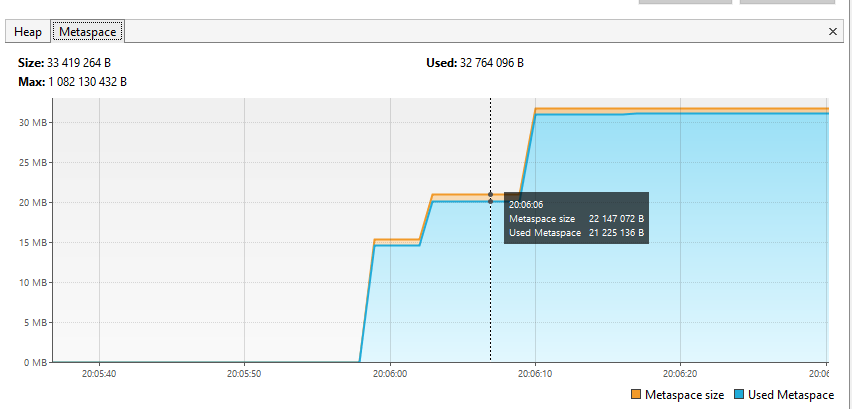 Heap Metaspace ×
Size: 33 419 264 B Used: 32 764 096 B
Max: 1 082 130 432 B
30 MB
25 MB
20 MB
15 MB
10 MB
5 MB
0 MB
20:06:06
Metaspace size 22 147 072 B
Used Metaspace 21 225 136 B
20:05:40 20:05:50 20:06:00 20:06:10 20:06:20 20:06
Metaspace size Used Metaspace